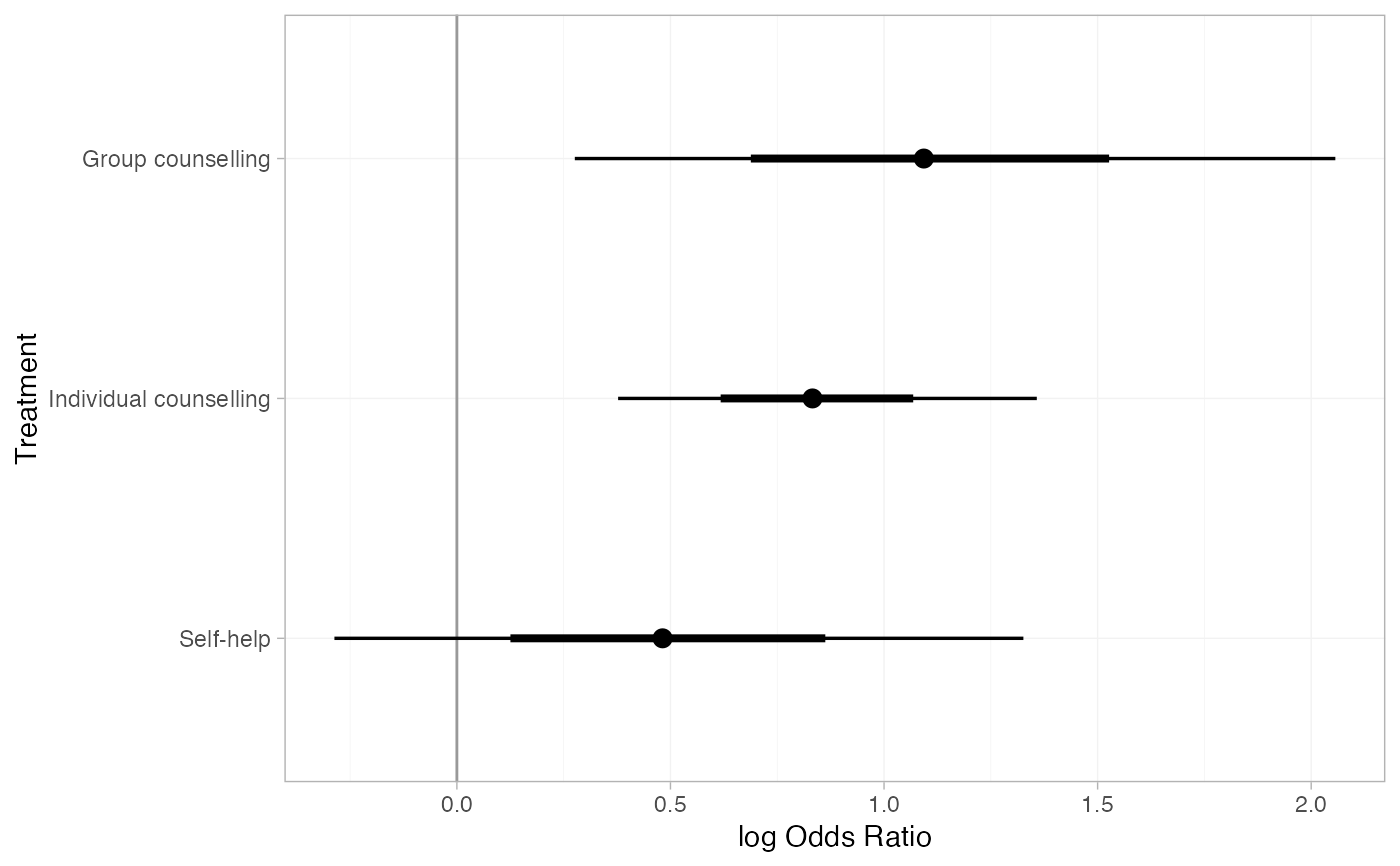 Treatment
Group counselling
Individual counselling
Self-help
0.0 0.5 1.0 1.5 2.0
log Odds Ratio